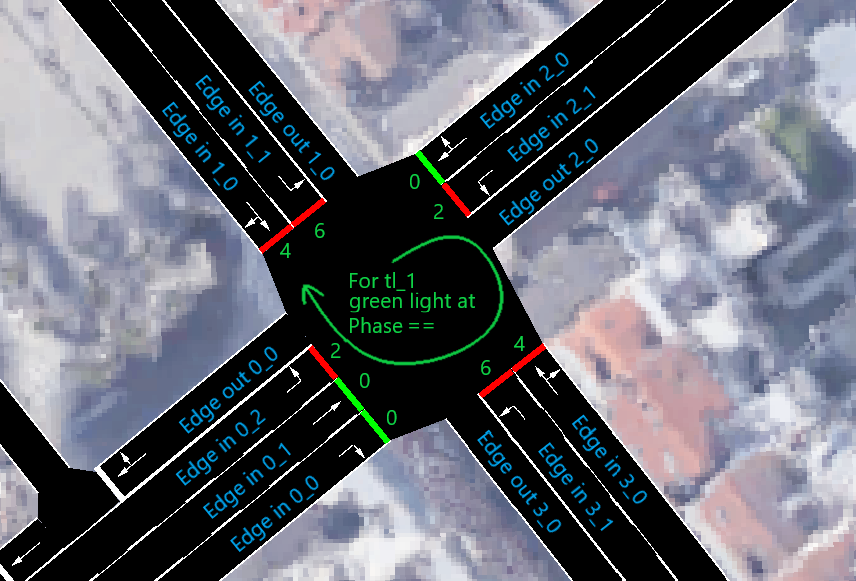 Edge in 2_0
Edge in 2_1
Edge out 2_0
Edge out 1_0
Edge in 1_1
Edge in 1_0
0
2
6
4
For tl_1
green light at
Phase ==
4
6
2
0
0
Edge out 0_0
Edge in 0_2
Edge in 0_1
Edge in 0_0
Edge in 3_0
Edge in 3_1
Edge out 3_0